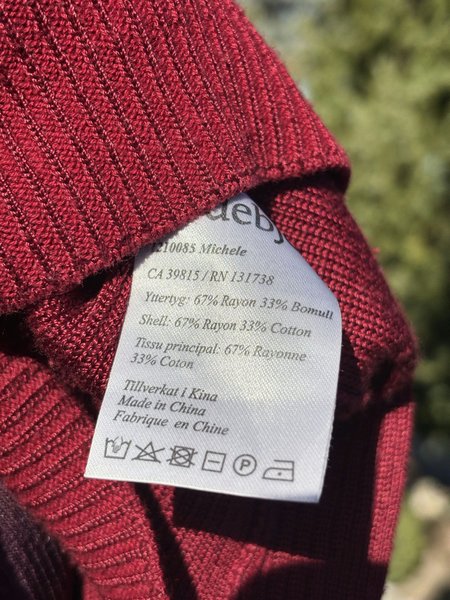 1210085 Michele
CA 39815 / RN 131738
Yttertyg: 67% Rayon 33% Bomull
Shell: 67% Rayon 33% Cotton
Tissu principal: 67% Rayonne
33% Coton
Tillverkat i Kina
Made in China
Fabrique en Chine
P